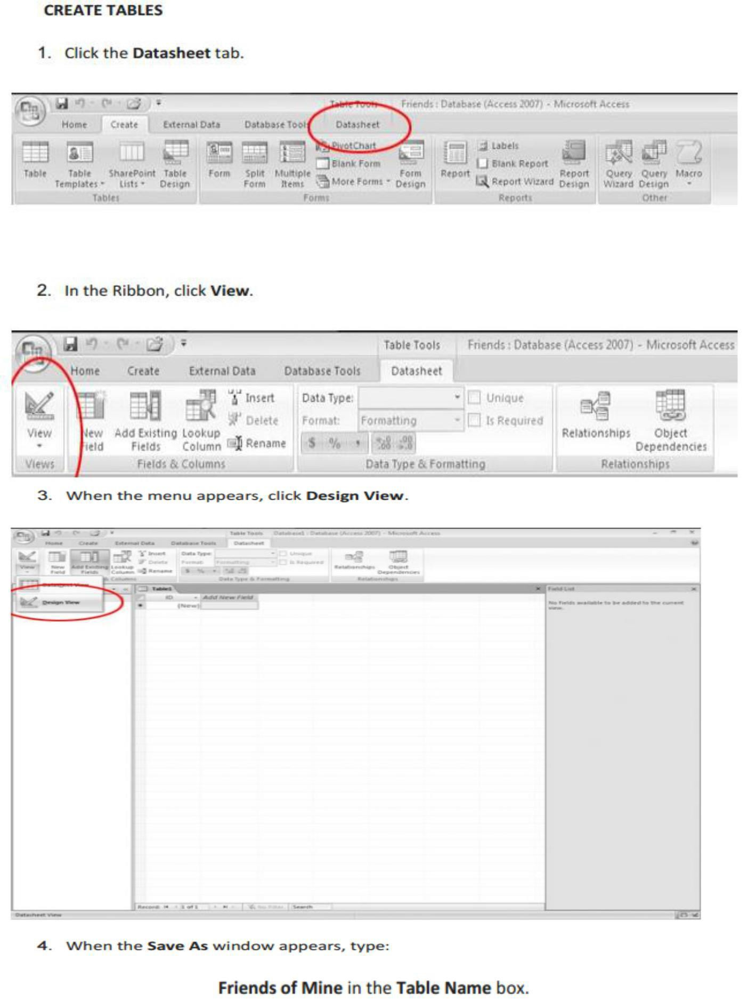 CREATE TABLES
1. Click the Datasheet tab.
Table Tools Friends : Database (Access 2007) - Microsoft Access
Home Create External Data Database Tools Datasheet
PivotChart Labels
Blank Form Blank Report
Table Table SharePoint Table Form Split Multiple More Forms Form Report Report Wizard Report Query Query Macro
Templates Lists Design Form Items Design Design Wizard Design
Tables Forms Reports Other
2. In the Ribbon, click View.
Table Tools Friends : Database (Access 2007) - Microsoft Access
Home Create External Data Database Tools Datasheet
Insert Data Type: Unique
Delete Format: Formatting Is Required
View New Add Existing Lookup Rename $ % , Relationships Object
Field Fields Column Dependencies
Views Fields & Columns Data Type & Formatting Relationships
3. When the menu appears, click Design View.
Table Tools Database1 : Database (Access 2007) - Microsoft Access
Home Create External Data Database Tools Datasheet
Insert Data Type: Unique
Delete Format: Formatting Is Required
View New Add Existing Lookup Rename $ % Relationships Object
Field Fields Column Dependencies
& Columns Data Type & Formatting Relationships
Datasheet View
Table1 Field List
ID Add New Field
Design View (New) No fields available to be added to the current
view.
Record: 1 of 1 No Filter Search
Datasheet View
4. When the Save As window appears, type:
Friends of Mine in the Table Name box.